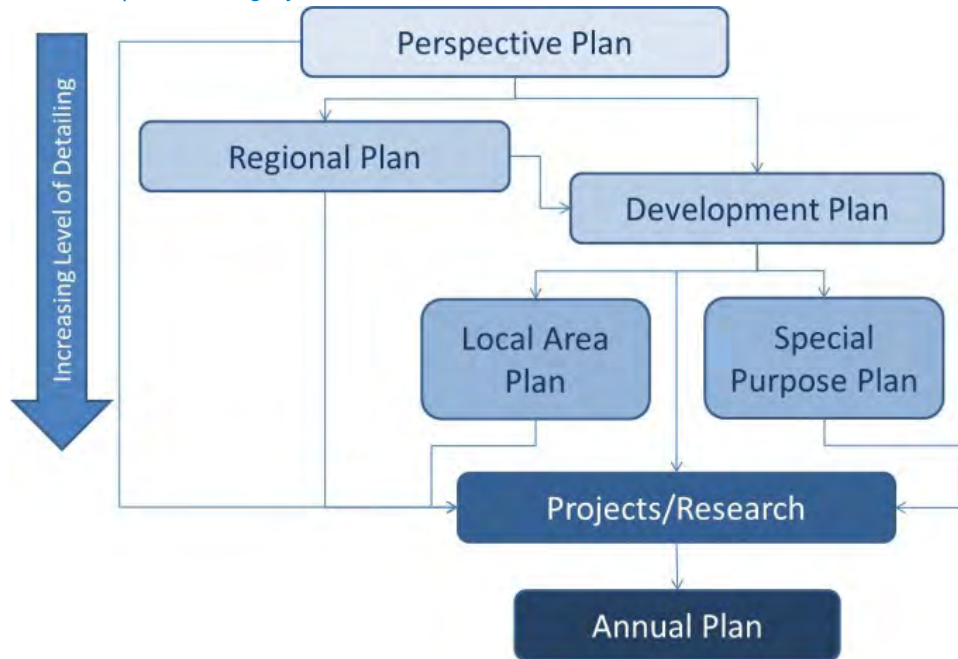 Perspective Plan
Increasing Level of Detailing
Regional Plan
Development Plan
Local Area
Plan
Special
Purpose Plan
Projects/Research
Annual Plan